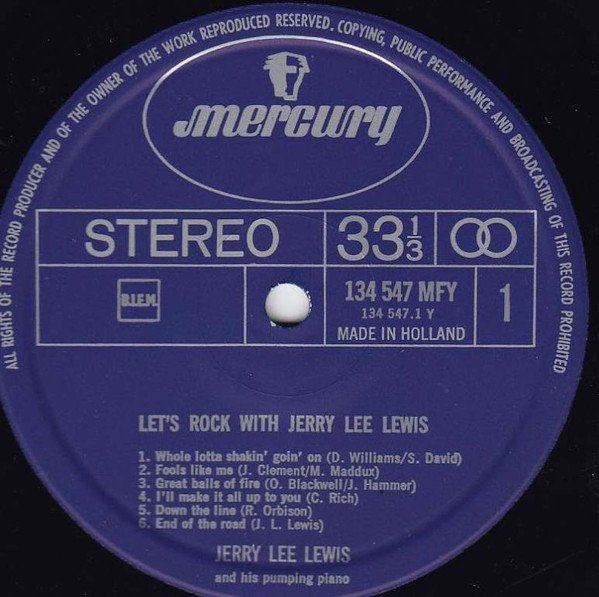 ALL RIGHTS OF THE RECORD PRODUCER AND OF THE OWNER OF THE WORK REPRODUCED RESERVED. COPYING, PUBLIC PERFORMANCE AND BROADCASTING OF THIS RECORD PROHIBITED
mercury
STEREO 33 1/3
B.I.E.M. 134 547 MFY 1
134 547.1 Y
MADE IN HOLLAND
LET'S ROCK WITH JERRY LEE LEWIS
1. Whole lotta shakin' goin' on (D. Williams/S. David)
2. Fools like me (J. Clement/M. Maddux)
3. Great balls of fire (O. Blackwell/J. Hammer)
4. I'll make it all up to you (C. Rich)
5. Down the line (R. Orbison)
6. End of the road (J. L. Lewis)
JERRY LEE LEWIS
and his pumping piano